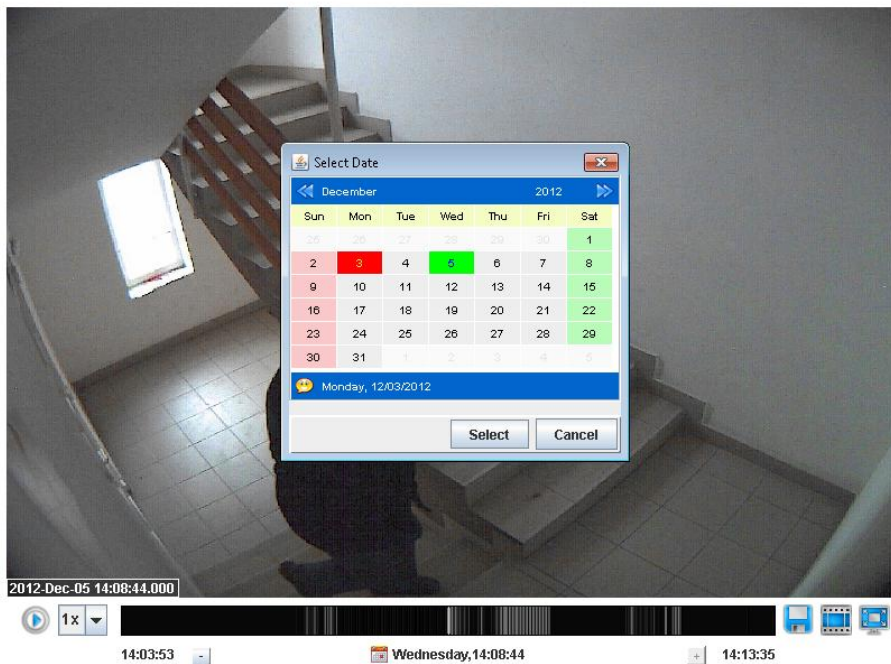 Select Date
December 2012
Sun Mon Tue Wed Thu Fri Sat
25 26 27 28 29 30 1
2 3 4 5 6 7 8
9 10 11 12 13 14 15
16 17 18 19 20 21 22
23 24 25 26 27 28 29
30 31 1 2 3 4 5
Monday, 12/03/2012
Select Cancel
2012-Dec-05 14:08:44.000
1x
14:03:53 - Wednesday,14:08:44 + 14:13:35